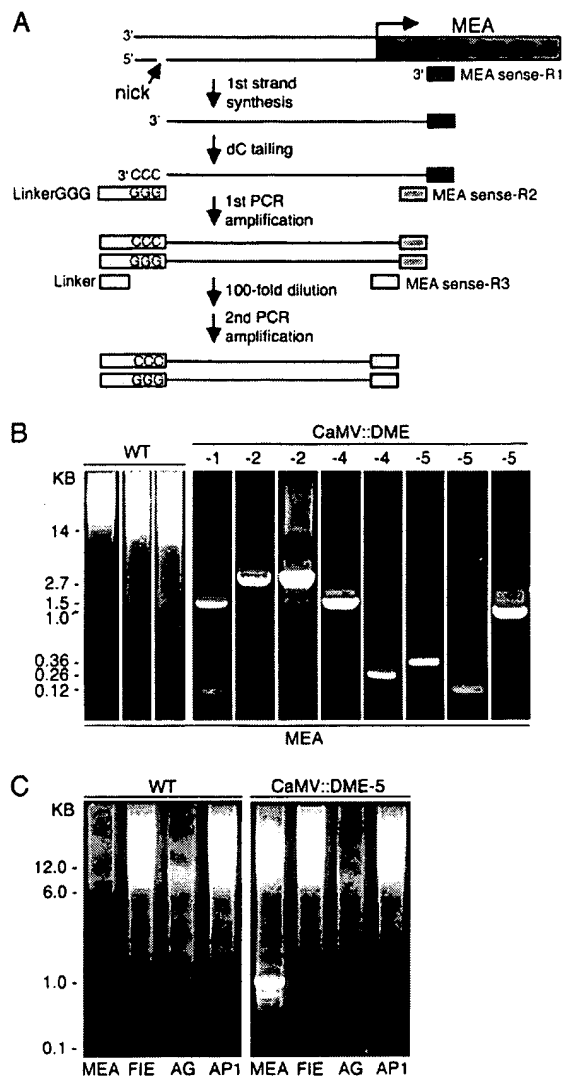 A
3'
MEA
5'
nick
3' MEA sense-R1
1st strand
synthesis
3'
dC tailing
3' CCC
LinkerGGG GGG MEA sense-R2
1st PCR
amplification
CCC
GGG
Linker MEA sense-R3
100-fold dilution
2nd PCR
amplification
CCC
GGG
B
CaMV::DME
WT -1 -2 -2 -4 -4 -5 -5 -5
KB
14 -
2.7 -
1.5 -
1.0 -
0.36 -
0.26 -
0.12 -
MEA
C
WT CaMV::DME-5
KB
12.0 -
6.0 -
1.0 -
0.1 -
MEA FIE AG AP1 MEA FIE AG AP1